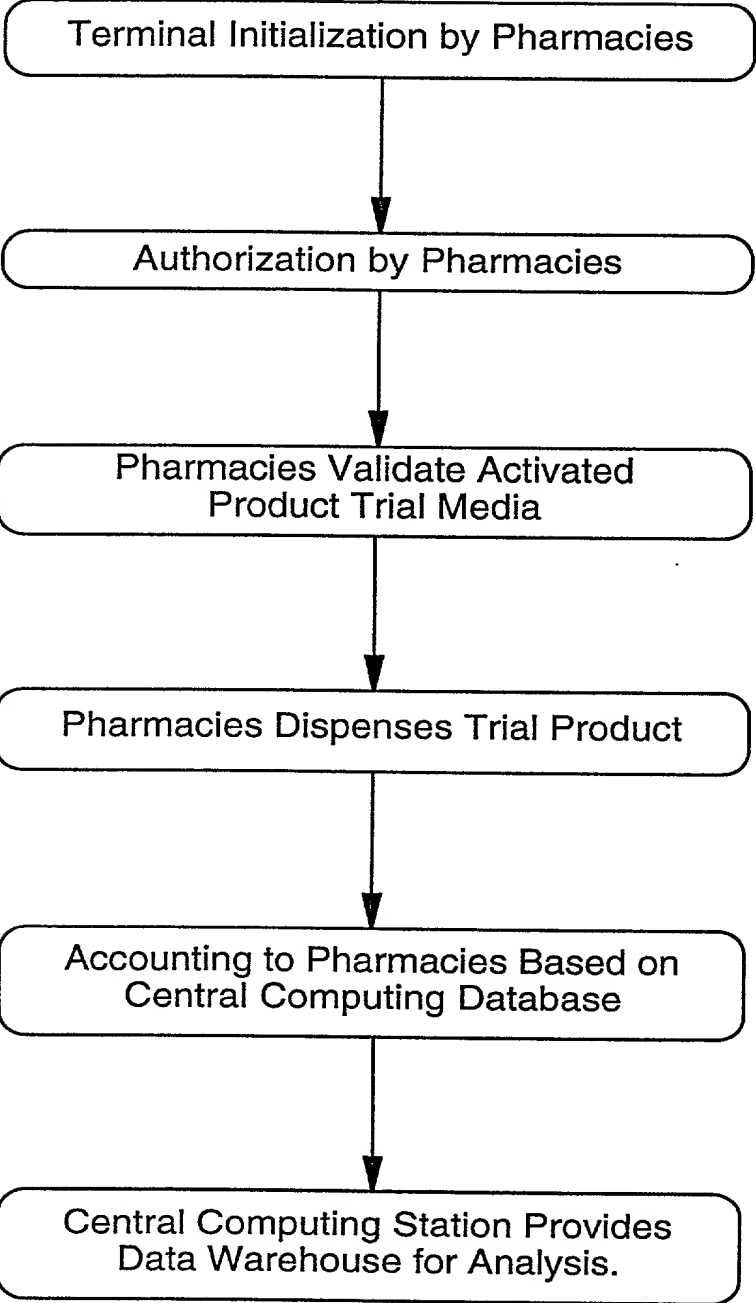 Terminal Initialization by Pharmacies
Authorization by Pharmacies
Pharmacies Validate Activated
Product Trial Media
Pharmacies Dispenses Trial Product
Accounting to Pharmacies Based on
Central Computing Database
Central Computing Station Provides
Data Warehouse for Analysis.